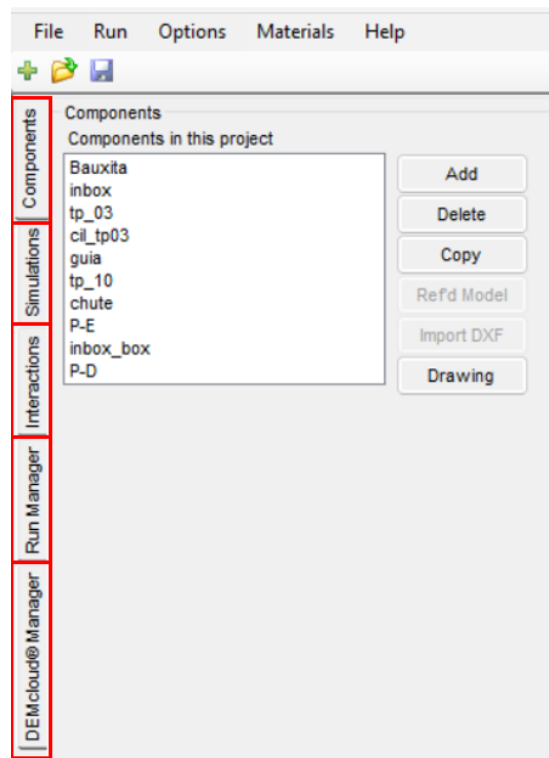 File Run Options Materials Help
Components
Simulations
Interactions
Run Manager
DEMcloud® Manager
Components
Components in this project
Bauxita
inbox
tp_03
cil_tp03
guia
tp_10
chute
P-E
inbox_box
P-D
Add
Delete
Copy
Ref'd Model
Import DXF
Drawing